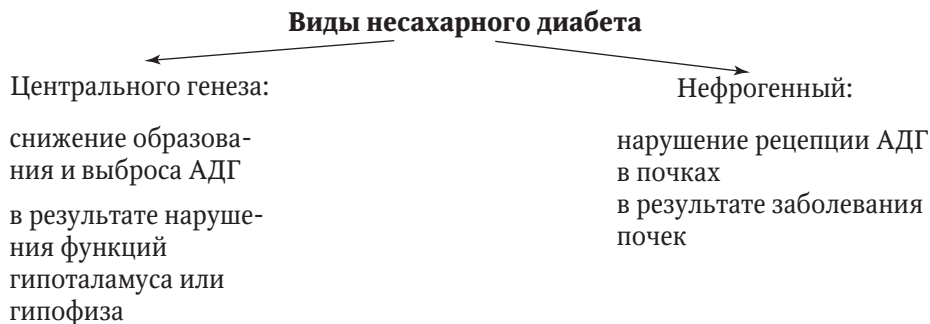 Виды несахарного диабета
Центрального генеза:
снижение образова-
ния и выброса АДГ
в результате наруше-
ния функций
гипоталамуса или
гипофиза
Нефрогенный:
нарушение рецепции АДГ
в почках
в результате заболевания
почек